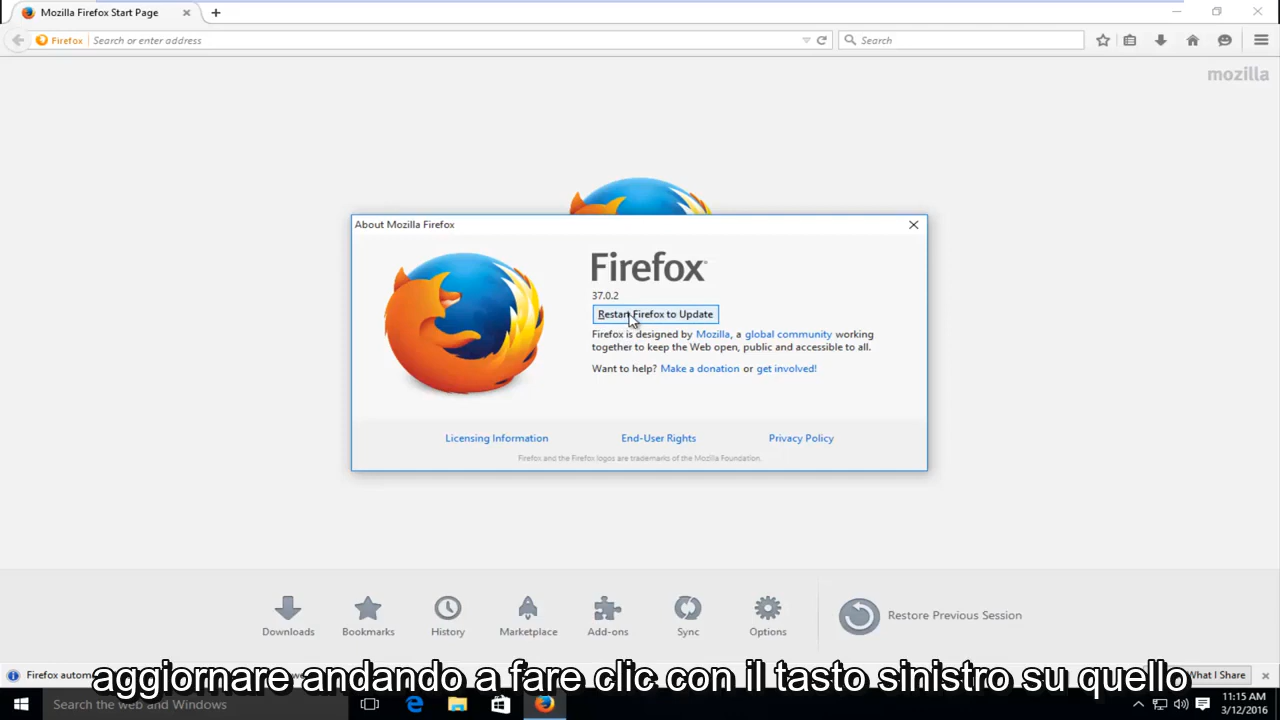 Mozilla Firefox Start Page
Firefox Search or enter address
Search
mozilla
About Mozilla Firefox
Firefox
37.0.2
Restart Firefox to Update
Firefox is designed by Mozilla, a global community working
together to keep the Web open, public and accessible to all.
Want to help? Make a donation or get involved!
Licensing Information End-User Rights Privacy Policy
Firefox and the Firefox logos are trademarks of the Mozilla Foundation.
Downloads Bookmarks History Marketplace Add-ons Sync Options
Restore Previous Session
Firefox What I Share
aggiornare andando a fare clic con il tasto sinistro su quello
Search the web and Windows
11:15 AM
3/12/2016